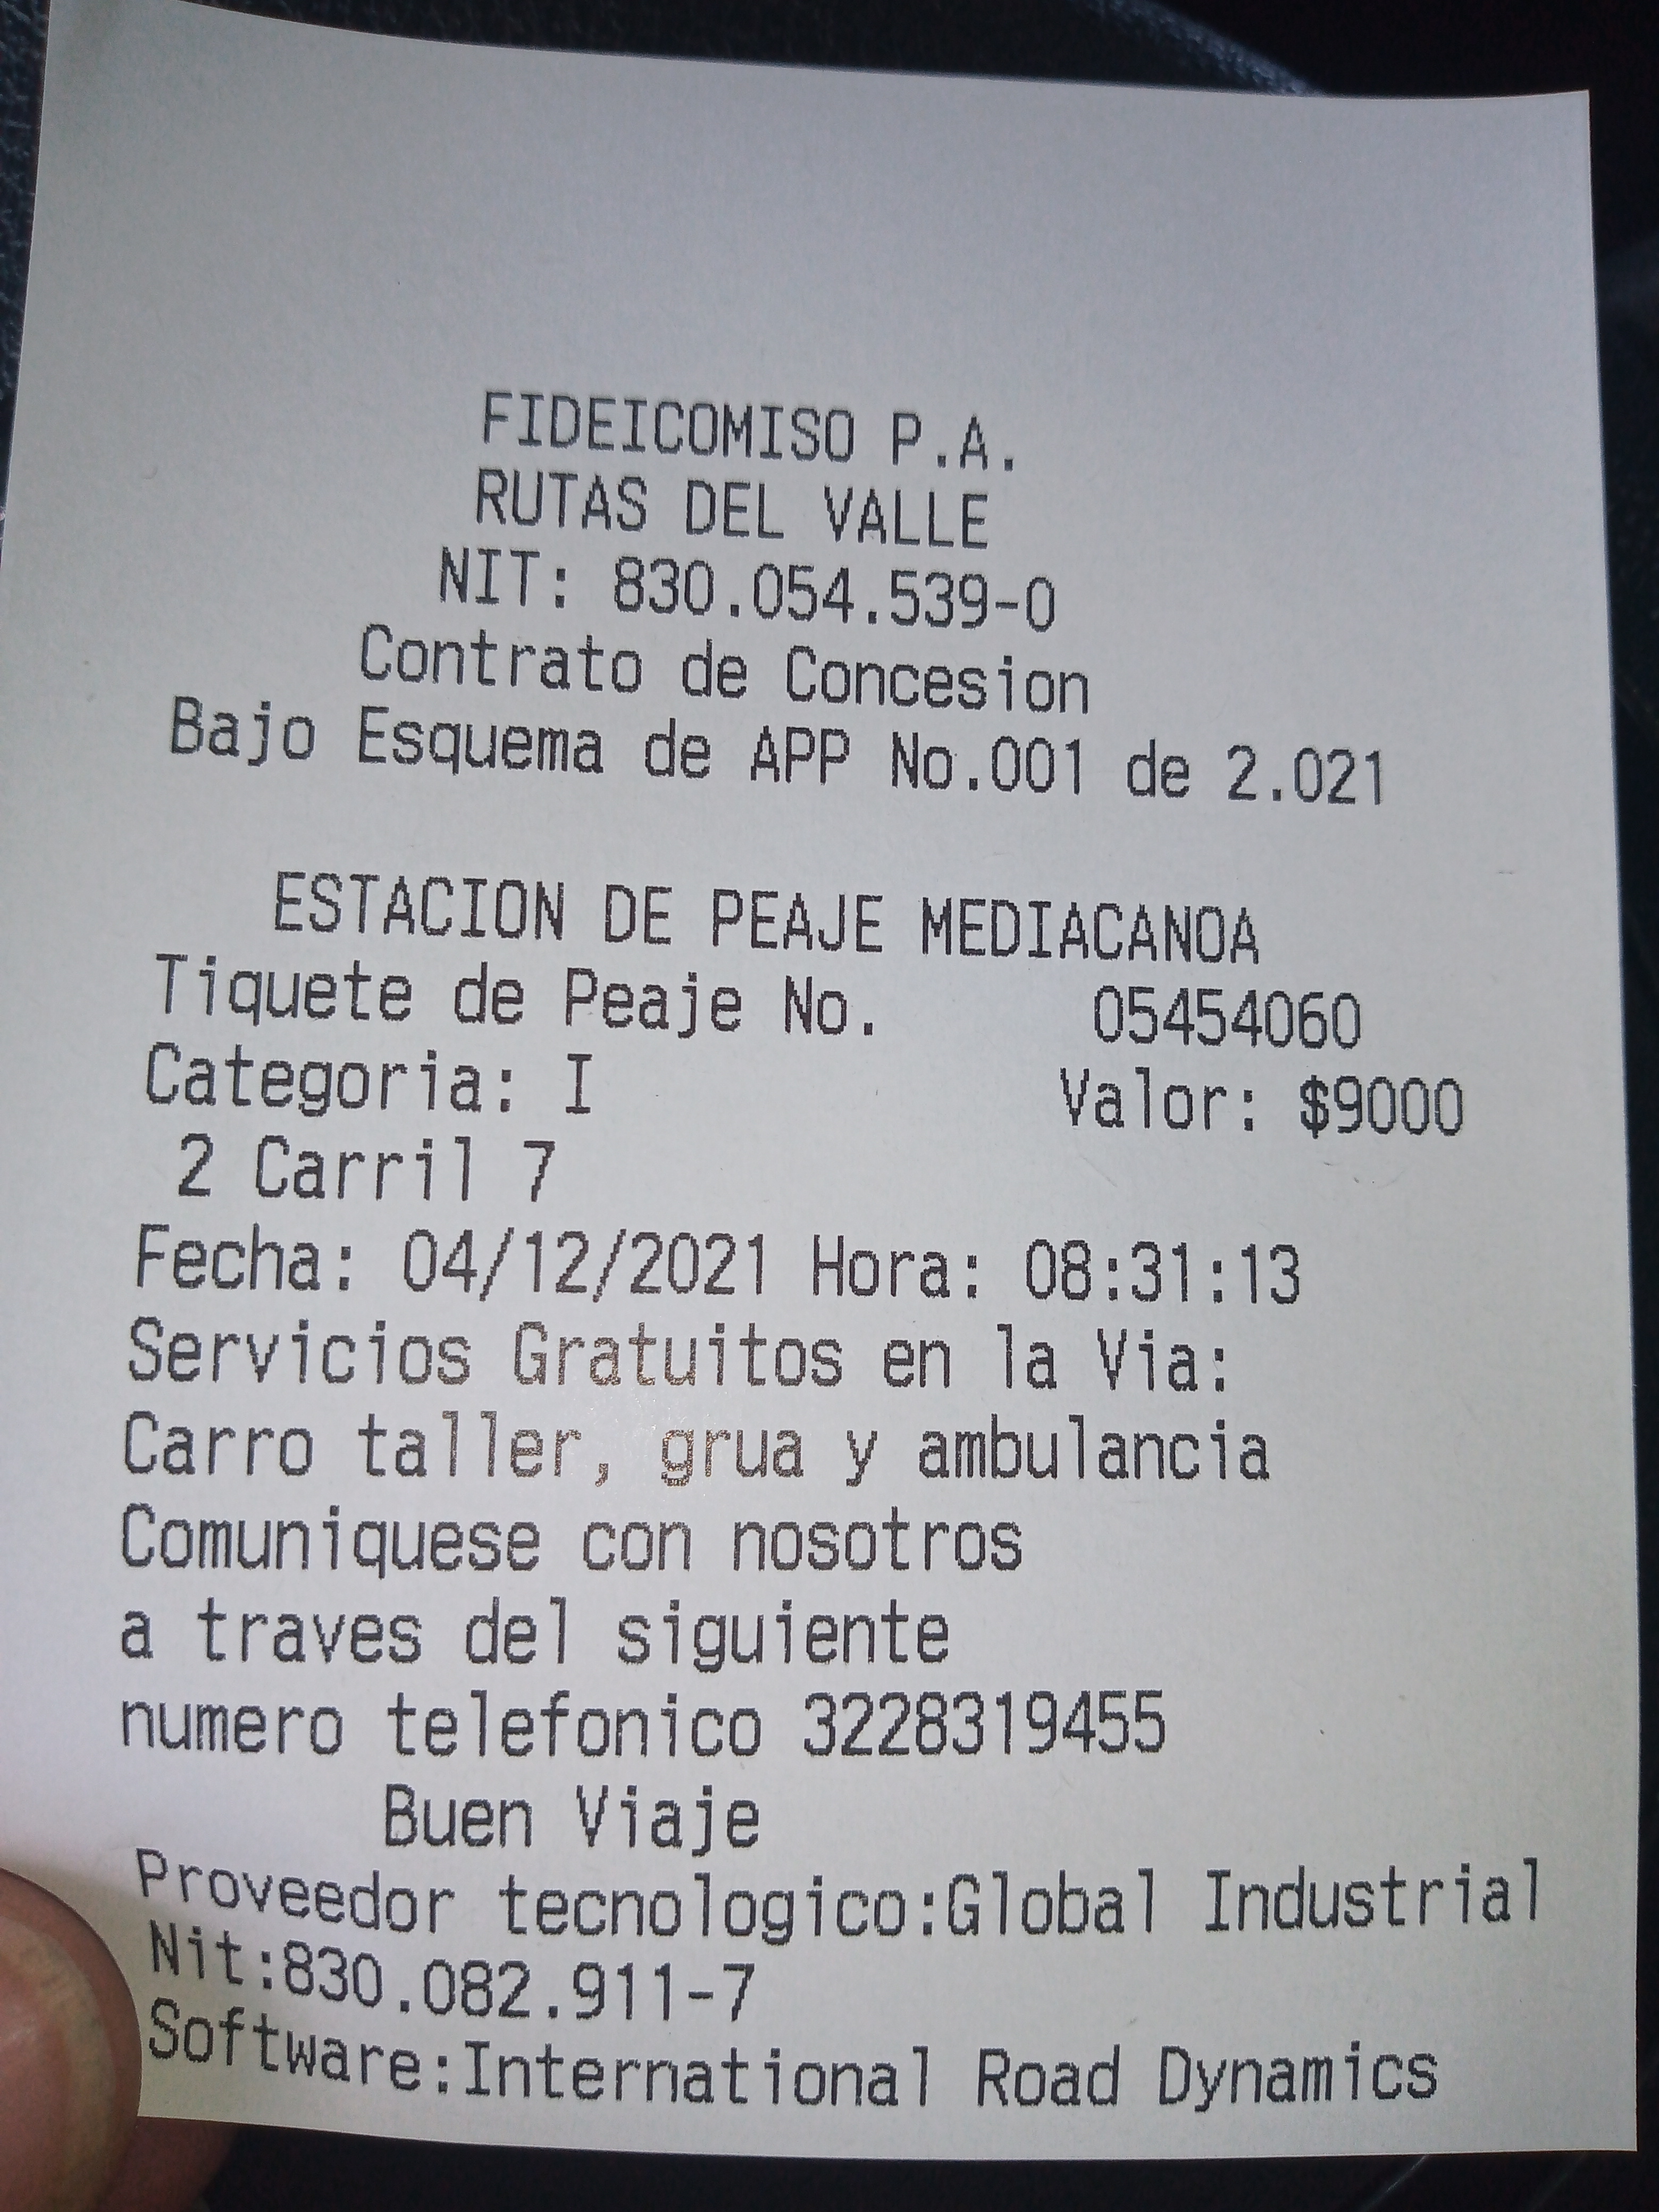 FIDEICOMISO P.A.
RUTAS DEL VALLE
NIT: 830.054.539-0
Contrato de Concesion
Bajo Esquema de APP No.001 de 2.021
ESTACION DE PEAJE MEDIACANOA
Tiquete de Peaje No. 05454060
Categoria: I Valor: $9000
2 Carril 7
Fecha: 04/12/2021 Hora: 08:31:13
Servicios Gratuitos en la Via:
Carro taller, grua y ambulancia
Comuniquese con nosotros
a traves del siguiente
numero telefonico 3228319455
Buen Viaje
Proveedor tecnologico:Global Industrial
Nit:830.082.911-7
Software:International Road Dynamics